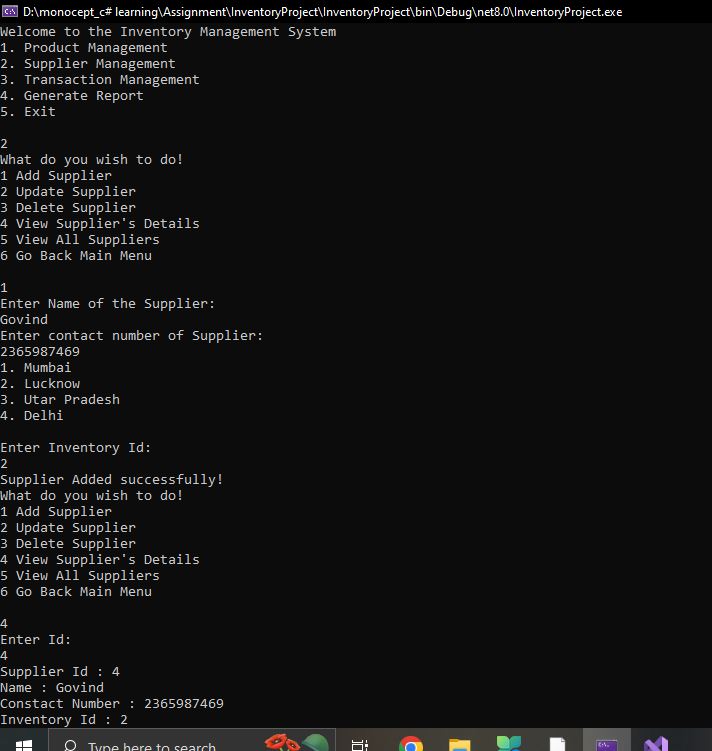 D:\monocept_c# learning\Assignment\InventoryProject\InventoryProject\bin\Debug\net8.0\InventoryProject.exe
Welcome to the Inventory Management System
1. Product Management
2. Supplier Management
3. Transaction Management
4. Generate Report
5. Exit
2
What do you wish to do!
1 Add Supplier
2 Update Supplier
3 Delete Supplier
4 View Supplier's Details
5 View All Suppliers
6 Go Back Main Menu
1
Enter Name of the Supplier:
Govind
Enter contact number of Supplier:
2365987469
1. Mumbai
2. Lucknow
3. Utar Pradesh
4. Delhi
Enter Inventory Id:
2
Supplier Added successfully!
What do you wish to do!
1 Add Supplier
2 Update Supplier
3 Delete Supplier
4 View Supplier's Details
5 View All Suppliers
6 Go Back Main Menu
4
Enter Id:
4
Supplier Id : 4
Name : Govind
Constact Number : 2365987469
Inventory Id : 2
Type here to search